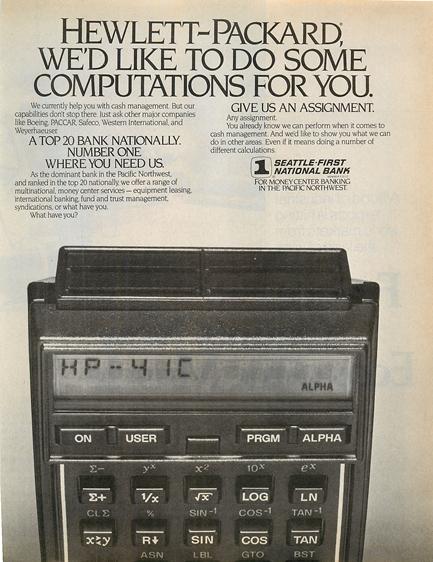 HEWLETT-PACKARD,
WE'D LIKE TO DO SOME
COMPUTATIONS FOR YOU.
We currently help you with cash management. But our
capabilities don't stop there. Just ask other major companies
like Boeing, PACCAR, Safeco, Western International, and
Weyerhaeuser.
A TOP 20 BANK NATIONALLY.
NUMBER ONE
WHERE YOU NEED US.
As the dominant bank in the Pacific Northwest,
and ranked in the top 20 nationally, we offer a range of
multinational, money center services — equipment leasing,
international banking, fund and trust management,
syndications, or what have you.
What have you?
GIVE US AN ASSIGNMENT.
Any assignment.
You already know we can perform when it comes to
cash management. And we'd like to show you what we can
do in other areas. Even if it means doing a number of
different calculations.
1 SEATTLE-FIRST
NATIONAL BANK
FOR MONEY CENTER BANKING
IN THE PACIFIC NORTHWEST.
HP-41C
ALPHA
ON USER PRGM ALPHA
Σ- yˣ x² 10ˣ eˣ
Σ+ 1/x √x LOG LN
CLΣ % SIN⁻¹ COS⁻¹ TAN⁻¹
x≷y R↓ SIN COS TAN
ASN LBL GTO BST